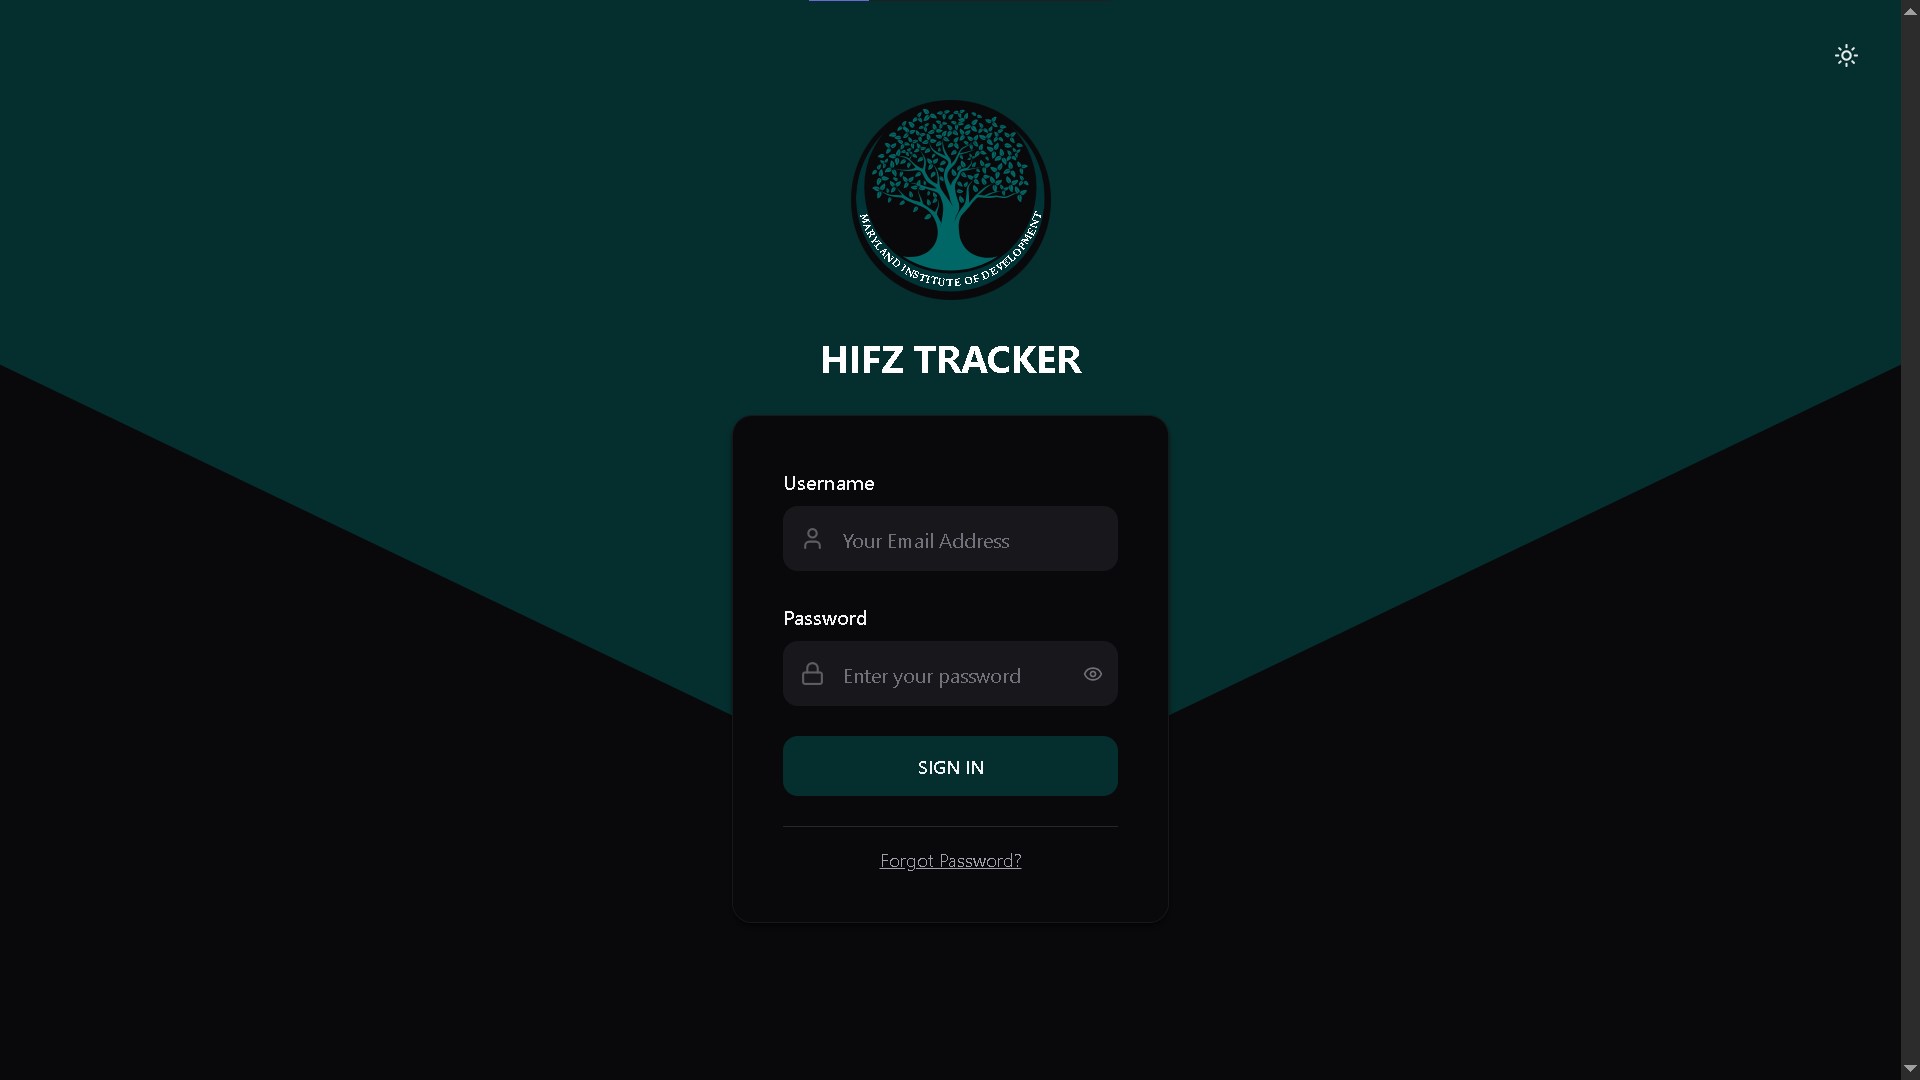 MARYLAND INSTITUTE OF DEVELOPMENT
HIFZ TRACKER
Username
Your Email Address
Password
Enter your password
SIGN IN
Forgot Password?